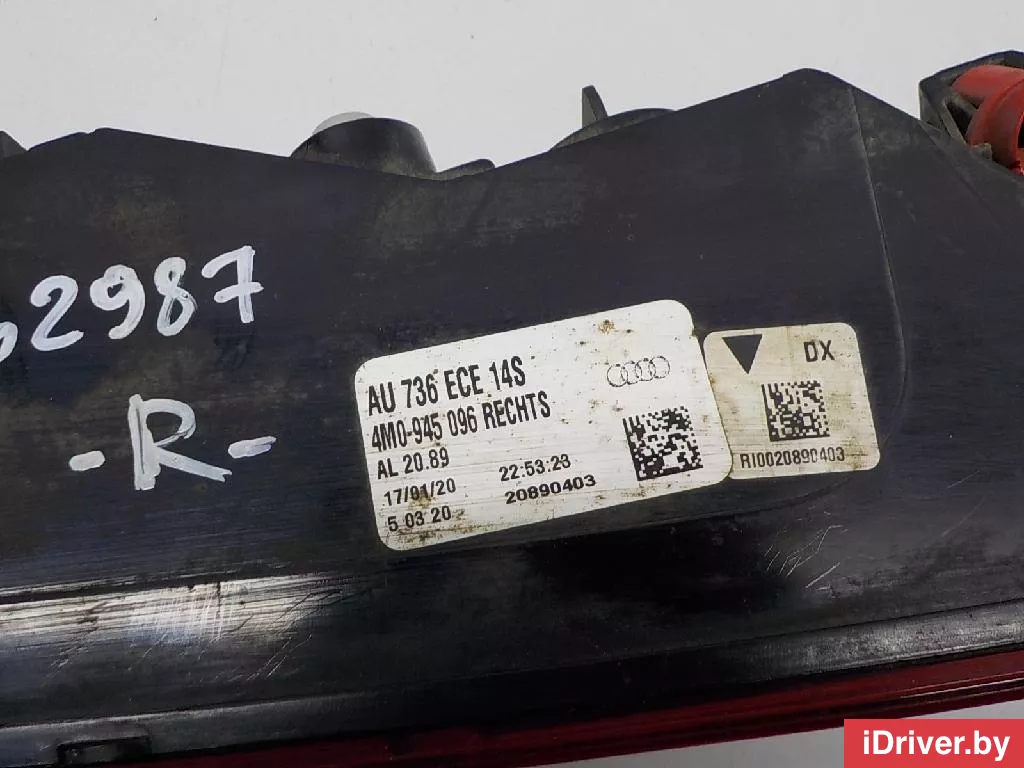 2987
-R-
AU 736 ECE 14S
4M0-945 096 RECHTS
AL 20.89
17/01/20 22:53:23
5 03 20 20890403
DX
RI0020890403
iDriver.by